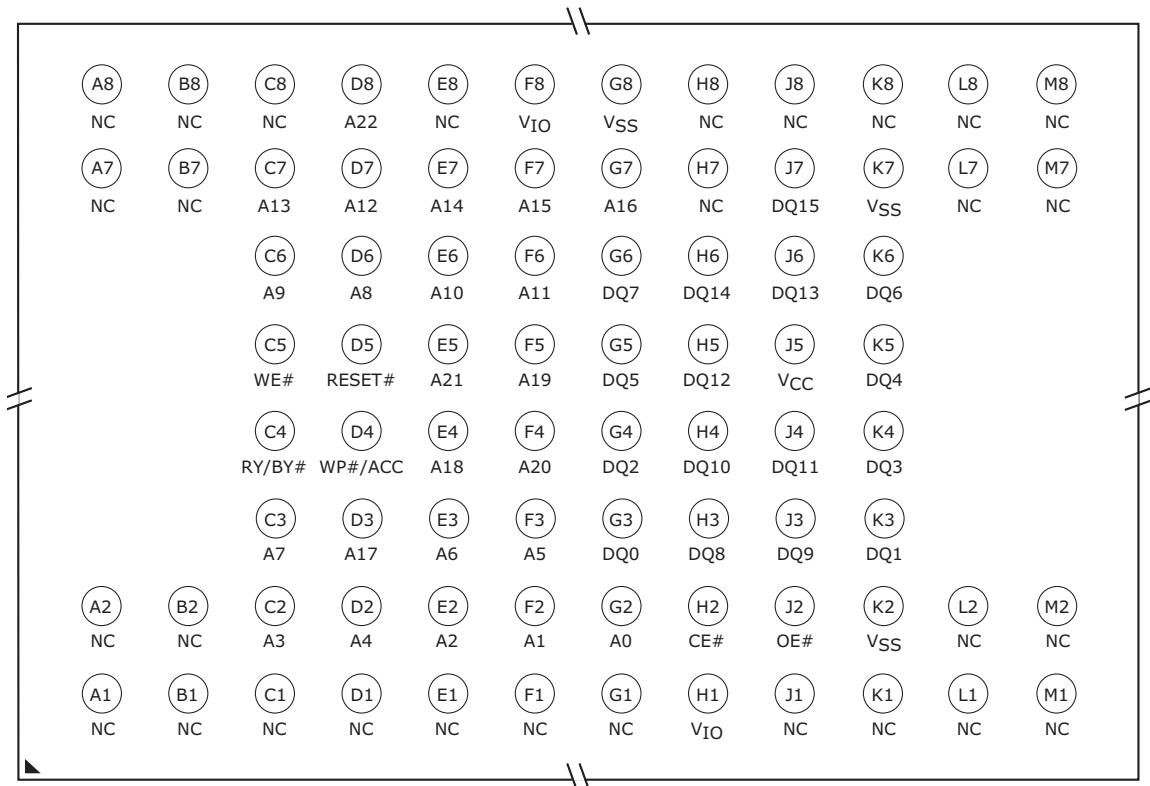 A8 B8 C8 D8 E8 F8 G8 H8 J8 K8 L8 M8
NC NC NC A22 NC VIO VSS NC NC NC NC NC
A7 B7 C7 D7 E7 F7 G7 H7 J7 K7 L7 M7
NC NC A13 A12 A14 A15 A16 NC DQ15 VSS NC NC
C6 D6 E6 F6 G6 H6 J6 K6
A9 A8 A10 A11 DQ7 DQ14 DQ13 DQ6
C5 D5 E5 F5 G5 H5 J5 K5
WE# RESET# A21 A19 DQ5 DQ12 VCC DQ4
C4 D4 E4 F4 G4 H4 J4 K4
RY/BY# WP#/ACC A18 A20 DQ2 DQ10 DQ11 DQ3
C3 D3 E3 F3 G3 H3 J3 K3
A7 A17 A6 A5 DQ0 DQ8 DQ9 DQ1
A2 B2 C2 D2 E2 F2 G2 H2 J2 K2 L2 M2
NC NC A3 A4 A2 A1 A0 CE# OE# VSS NC NC
A1 B1 C1 D1 E1 F1 G1 H1 J1 K1 L1 M1
NC NC NC NC NC NC NC VIO NC NC NC NC